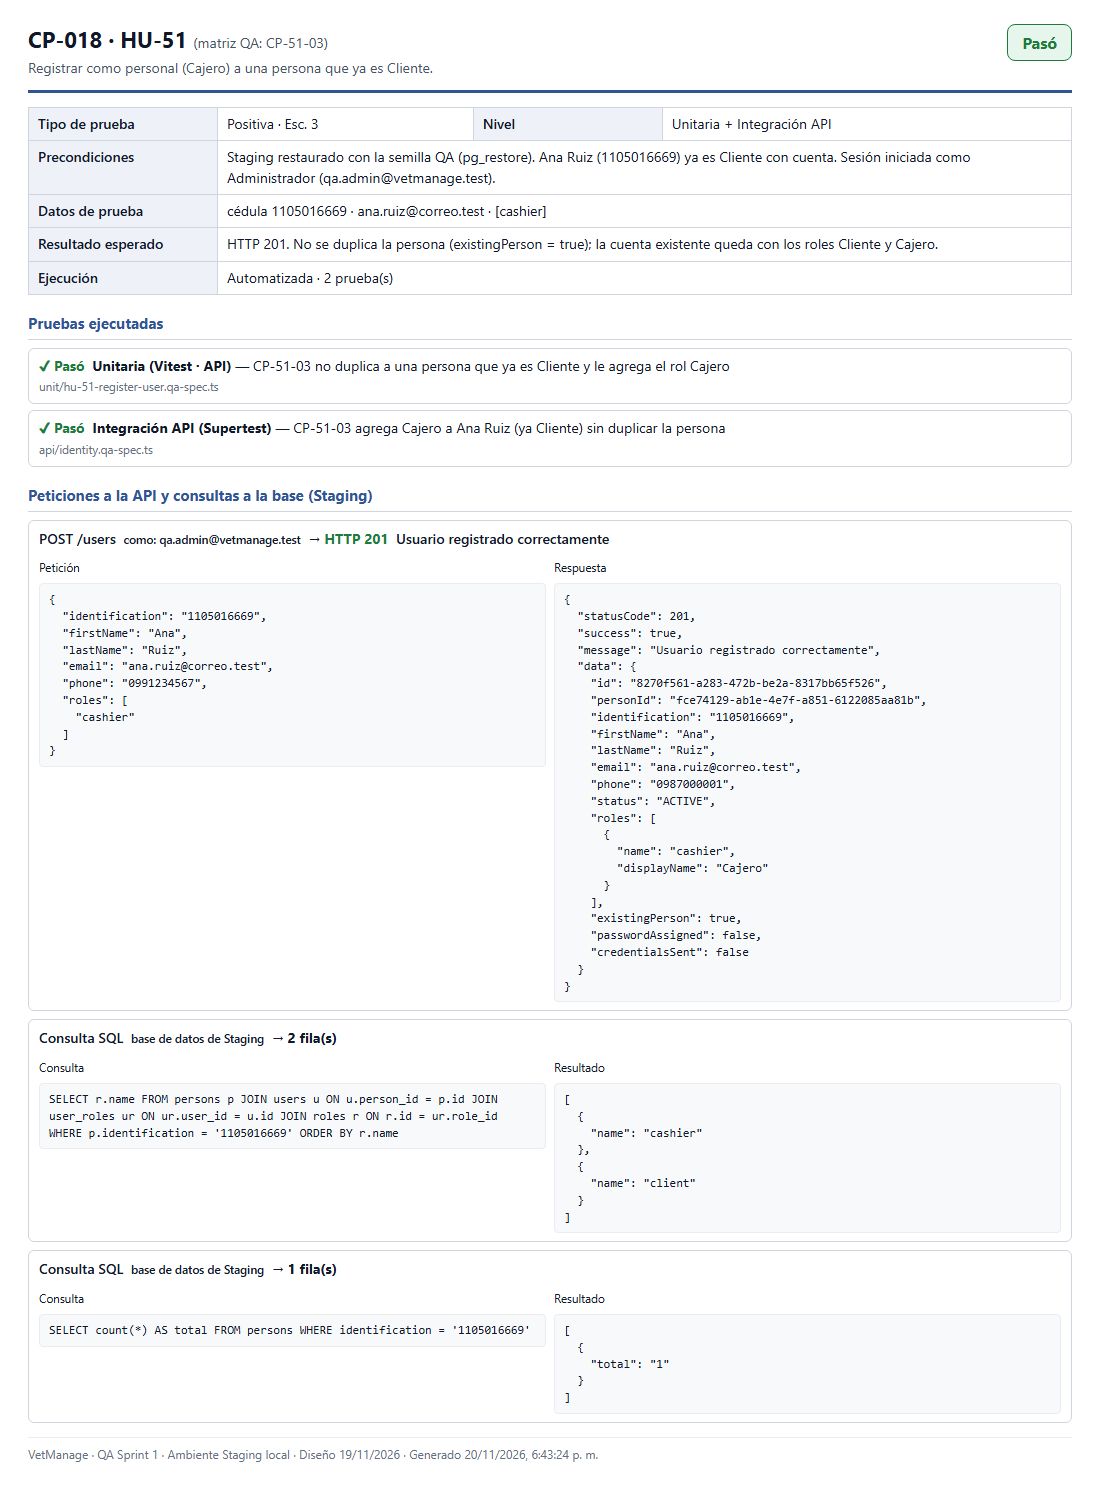 CP-018 · HU-51 (matriz QA: CP-51-03)
Pasó
Registrar como personal (Cajero) a una persona que ya es Cliente.
Tipo de prueba Positiva · Esc. 3 Nivel Unitaria + Integración API
Precondiciones Staging restaurado con la semilla QA (pg_restore). Ana Ruiz (1105016669) ya es Cliente con cuenta. Sesión iniciada como
Administrador (qa.admin@vetmanage.test).
Datos de prueba cédula 1105016669 · ana.ruiz@correo.test · [cashier]
Resultado esperado HTTP 201. No se duplica la persona (existingPerson = true); la cuenta existente queda con los roles Cliente y Cajero.
Ejecución Automatizada · 2 prueba(s)
Pruebas ejecutadas
✓ Pasó Unitaria (Vitest · API) — CP-51-03 no duplica a una persona que ya es Cliente y le agrega el rol Cajero
unit/hu-51-register-user.qa-spec.ts
✓ Pasó Integración API (Supertest) — CP-51-03 agrega Cajero a Ana Ruiz (ya Cliente) sin duplicar la persona
api/identity.qa-spec.ts
Peticiones a la API y consultas a la base (Staging)
POST /users como: qa.admin@vetmanage.test → HTTP 201 Usuario registrado correctamente
Petición
{
"identification": "1105016669",
"firstName": "Ana",
"lastName": "Ruiz",
"email": "ana.ruiz@correo.test",
"phone": "0991234567",
"roles": [
"cashier"
]
}
Respuesta
{
"statusCode": 201,
"success": true,
"message": "Usuario registrado correctamente",
"data": {
"id": "8270f561-a283-472b-be2a-8317bb65f526",
"personId": "fce74129-ab1e-4e7f-a851-6122085aa81b",
"identification": "1105016669",
"firstName": "Ana",
"lastName": "Ruiz",
"email": "ana.ruiz@correo.test",
"phone": "0987000001",
"status": "ACTIVE",
"roles": [
{
"name": "cashier",
"displayName": "Cajero"
}
],
"existingPerson": true,
"passwordAssigned": false,
"credentialsSent": false
}
}
Consulta SQL base de datos de Staging → 2 fila(s)
Consulta
SELECT r.name FROM persons p JOIN users u ON u.person_id = p.id JOIN
user_roles ur ON ur.user_id = u.id JOIN roles r ON r.id = ur.role_id
WHERE p.identification = '1105016669' ORDER BY r.name
Resultado
[
{
"name": "cashier"
},
{
"name": "client"
}
]
Consulta SQL base de datos de Staging → 1 fila(s)
Consulta
SELECT count(*) AS total FROM persons WHERE identification = '1105016669'
Resultado
[
{
"total": "1"
}
]
VetManage · QA Sprint 1 · Ambiente Staging local · Diseño 19/11/2026 · Generado 20/11/2026, 6:43:24 p. m.